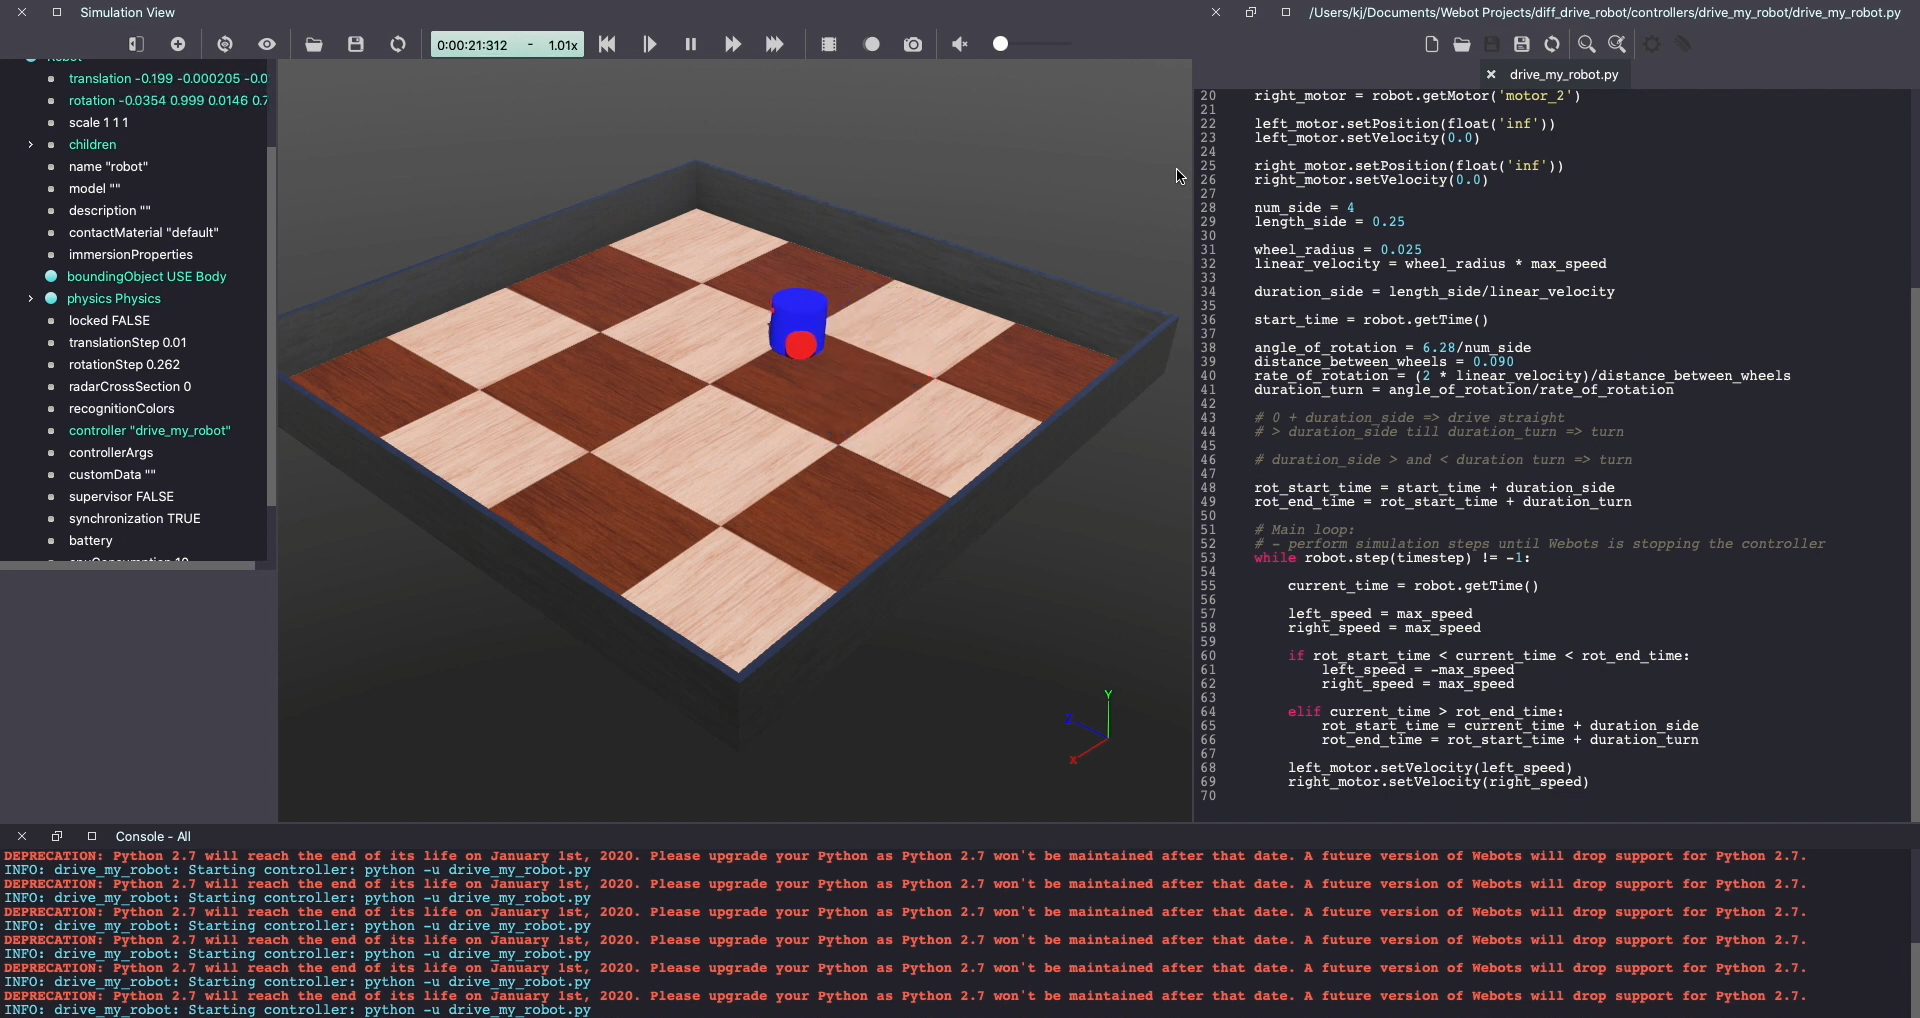 Simulation View
/Users/kj/Documents/Webot Projects/diff_drive_robot/controllers/drive_my_robot/drive_my_robot.py
0:00:21:312 - 1.01x
drive_my_robot.py
Robot
translation -0.199 -0.000205 -0.0
rotation -0.0354 0.999 0.0146 0.7
scale 1 1 1
children
name "robot"
model ""
description ""
contactMaterial "default"
immersionProperties
boundingObject USE Body
physics Physics
locked FALSE
translationStep 0.01
rotationStep 0.262
radarCrossSection 0
recognitionColors
controller "drive_my_robot"
controllerArgs
customData ""
supervisor FALSE
synchronization TRUE
battery
Y
Z
X
20 right_motor = robot.getMotor('motor_2')
21
22 left_motor.setPosition(float('inf'))
23 left_motor.setVelocity(0.0)
24
25 right_motor.setPosition(float('inf'))
26 right_motor.setVelocity(0.0)
27
28 num_side = 4
29 length_side = 0.25
30
31 wheel_radius = 0.025
32 linear_velocity = wheel_radius * max_speed
33
34 duration_side = length_side/linear_velocity
35
36 start_time = robot.getTime()
37
38 angle_of_rotation = 6.28/num_side
39 distance_between_wheels = 0.090
40 rate_of_rotation = (2 * linear_velocity)/distance_between_wheels
41 duration_turn = angle_of_rotation/rate_of_rotation
42
43 # 0 + duration_side => drive straight
44 # > duration_side till duration_turn => turn
45
46 # duration_side > and < duration turn => turn
47
48 rot_start_time = start_time + duration_side
49 rot_end_time = rot_start_time + duration_turn
50
51 # Main loop:
52 # - perform simulation steps until Webots is stopping the controller
53 while robot.step(timestep) != -1:
54
55 current_time = robot.getTime()
56
57 left_speed = max_speed
58 right_speed = max_speed
59
60 if rot_start_time < current_time < rot_end_time:
61 left_speed = -max_speed
62 right_speed = max_speed
63
64 elif current_time > rot_end_time:
65 rot_start_time = current_time + duration_side
66 rot_end_time = rot_start_time + duration_turn
67
68 left_motor.setVelocity(left_speed)
69 right_motor.setVelocity(right_speed)
70
Console - All
DEPRECATION: Python 2.7 will reach the end of its life on January 1st, 2020. Please upgrade your Python as Python 2.7 won't be maintained after that date. A future version of Webots will drop support for Python 2.7.
INFO: drive_my_robot: Starting controller: python -u drive_my_robot.py
DEPRECATION: Python 2.7 will reach the end of its life on January 1st, 2020. Please upgrade your Python as Python 2.7 won't be maintained after that date. A future version of Webots will drop support for Python 2.7.
INFO: drive_my_robot: Starting controller: python -u drive_my_robot.py
DEPRECATION: Python 2.7 will reach the end of its life on January 1st, 2020. Please upgrade your Python as Python 2.7 won't be maintained after that date. A future version of Webots will drop support for Python 2.7.
INFO: drive_my_robot: Starting controller: python -u drive_my_robot.py
DEPRECATION: Python 2.7 will reach the end of its life on January 1st, 2020. Please upgrade your Python as Python 2.7 won't be maintained after that date. A future version of Webots will drop support for Python 2.7.
INFO: drive_my_robot: Starting controller: python -u drive_my_robot.py
DEPRECATION: Python 2.7 will reach the end of its life on January 1st, 2020. Please upgrade your Python as Python 2.7 won't be maintained after that date. A future version of Webots will drop support for Python 2.7.
INFO: drive_my_robot: Starting controller: python -u drive_my_robot.py
DEPRECATION: Python 2.7 will reach the end of its life on January 1st, 2020. Please upgrade your Python as Python 2.7 won't be maintained after that date. A future version of Webots will drop support for Python 2.7.
INFO: drive_my_robot: Starting controller: python -u drive_my_robot.py